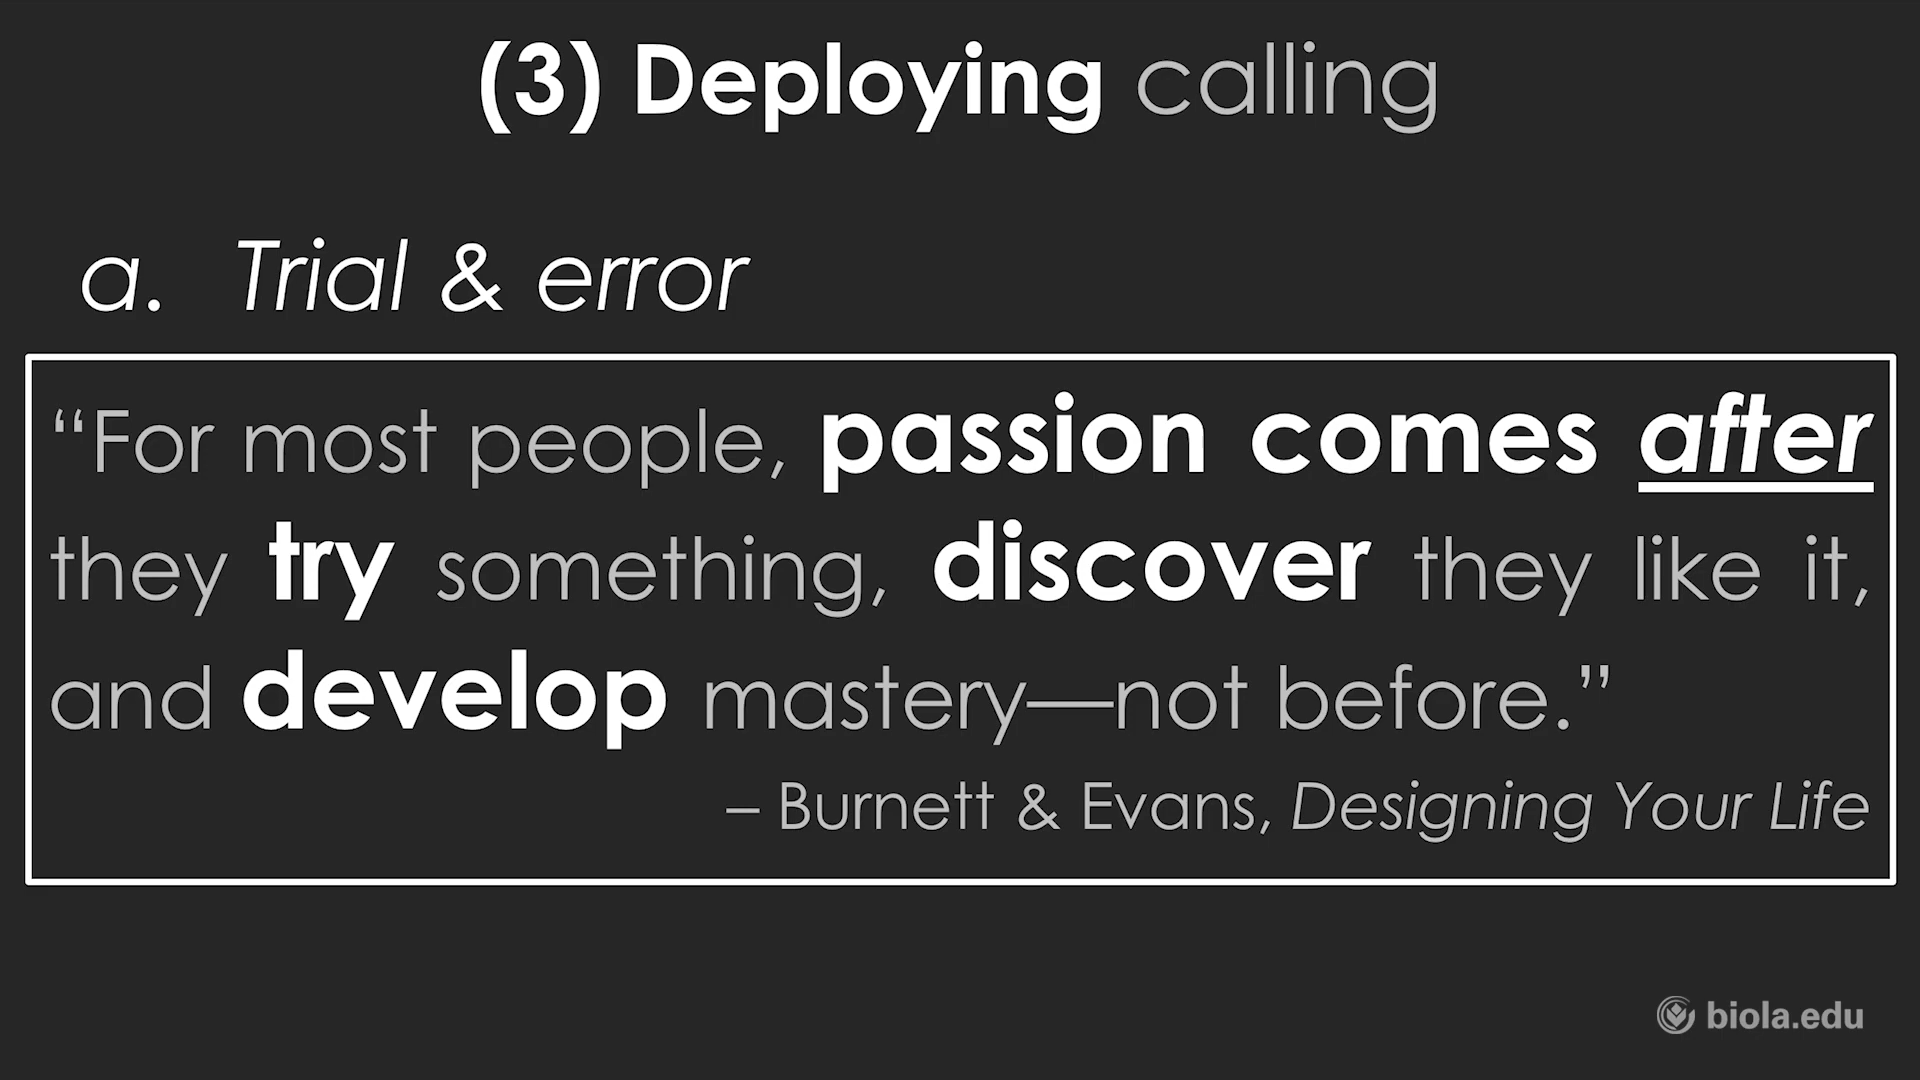 (3) Deploying calling
a. Trial & error
“For most people, passion comes after
they try something, discover they like it,
and develop mastery—not before.”
– Burnett & Evans, Designing Your Life
biola.edu